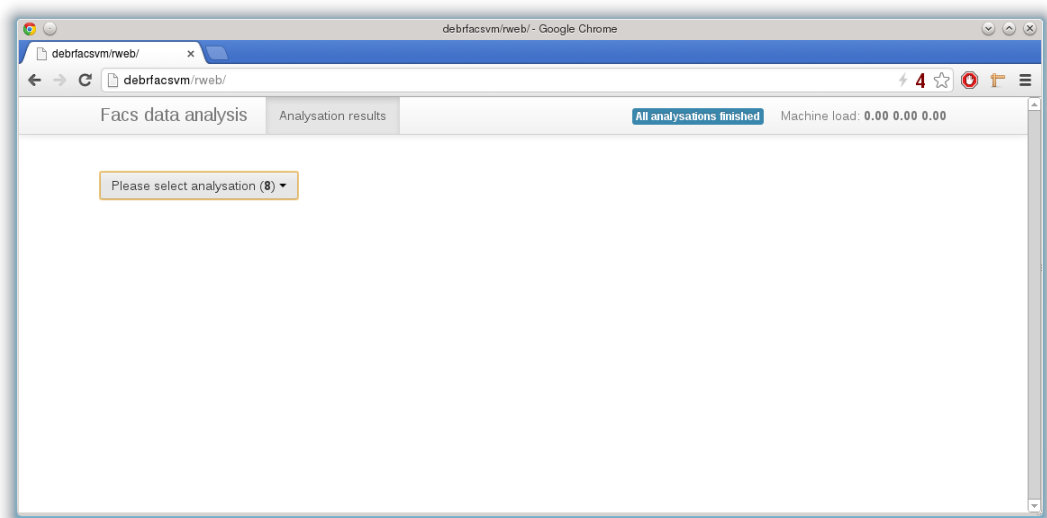 debrfacsvm/rweb/ - Google Chrome
debrfacsvm/rweb/
debrfacsvm/rweb/
4
Facs data analysis
Analysation results
All analysations finished
Machine load: 0.00 0.00 0.00
Please select analysation (8)